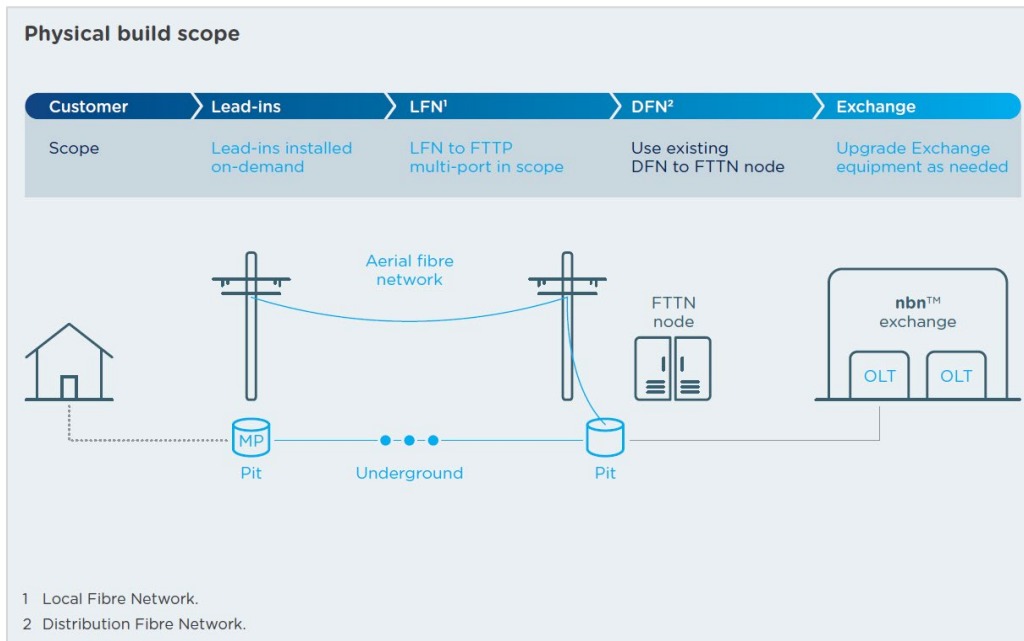 Physical build scope
Customer
Lead-ins
LFN¹
DFN²
Exchange
Scope
Lead-ins installed
on-demand
LFN to FTTP
multi-port in scope
Use existing
DFN to FTTN node
Upgrade Exchange
equipment as needed
Aerial fibre
network
FTTN
node
nbn™
exchange
OLT
OLT
MP
Pit
Underground
Pit
1 Local Fibre Network.
2 Distribution Fibre Network.